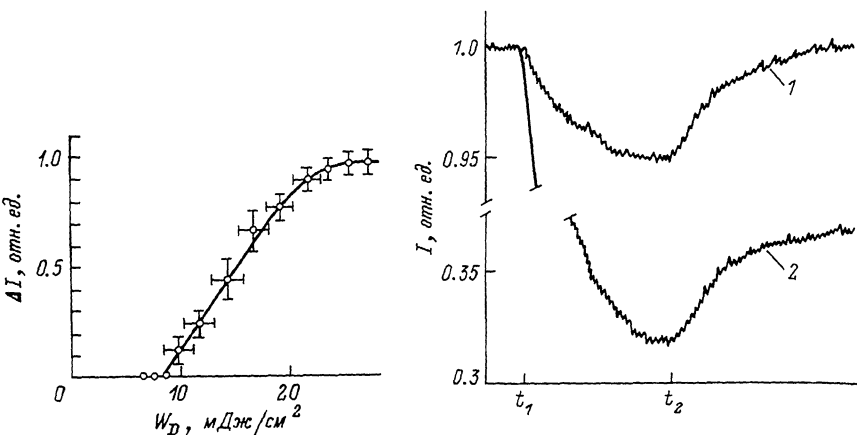 ΔI, отн. ед.
1.0
0.5
0
10
20
W_D, мДж/см²
I, отн. ед.
1.0
0.95
0.35
0.3
1
2
t₁
t₂